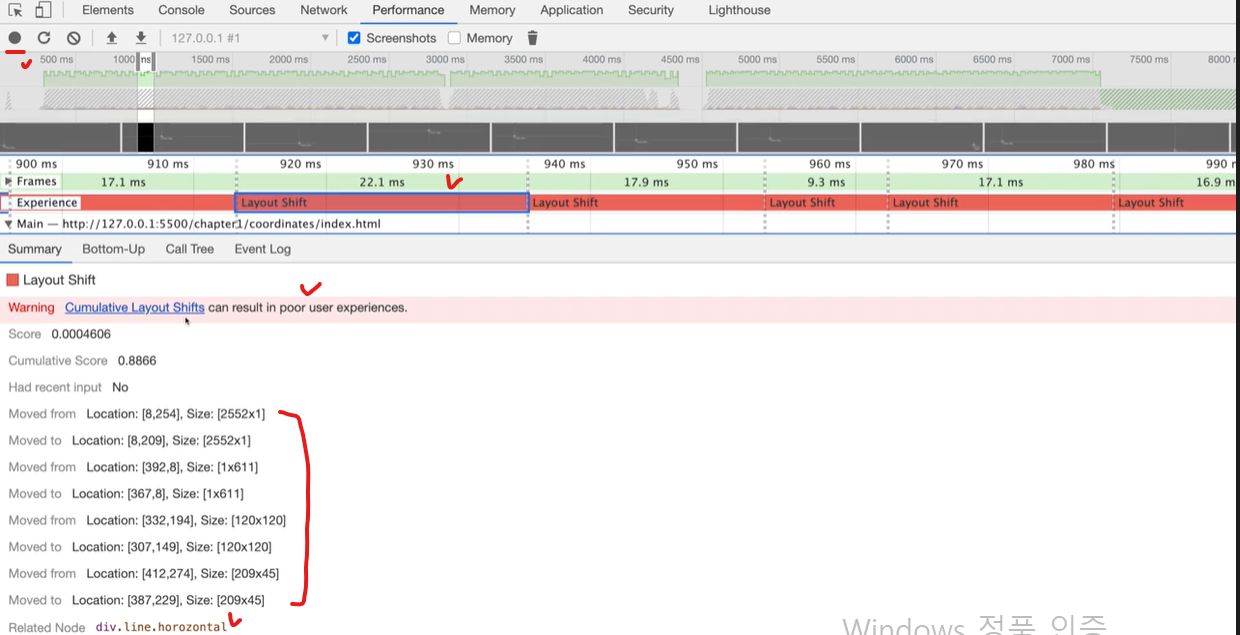 Elements Console Sources Network Performance Memory Application Security Lighthouse
127.0.0.1 #1 Screenshots Memory
500 ms 1000 ms 1500 ms 2000 ms 2500 ms 3000 ms 3500 ms 4000 ms 4500 ms 5000 ms 5500 ms 6000 ms 6500 ms 7000 ms 7500 ms 8000
900 ms 910 ms 920 ms 930 ms 940 ms 950 ms 960 ms 970 ms 980 ms 990
Frames 17.1 ms 22.1 ms 17.9 ms 9.3 ms 17.1 ms 16.9 m
Experience Layout Shift Layout Shift Layout Shift Layout Shift Layout Shift
Main — http://127.0.0.1:5500/chapter1/coordinates/index.html
Summary Bottom-Up Call Tree Event Log
Layout Shift
Warning Cumulative Layout Shifts can result in poor user experiences.
Score 0.0004606
Cumulative Score 0.8866
Had recent input No
Moved from Location: [8,254], Size: [2552x1]
Moved to Location: [8,209], Size: [2552x1]
Moved from Location: [392,8], Size: [1x611]
Moved to Location: [367,8], Size: [1x611]
Moved from Location: [332,194], Size: [120x120]
Moved to Location: [307,149], Size: [120x120]
Moved from Location: [412,274], Size: [209x45]
Moved to Location: [387,229], Size: [209x45]
Related Node div.line.horozontal
Windows 정품 인증